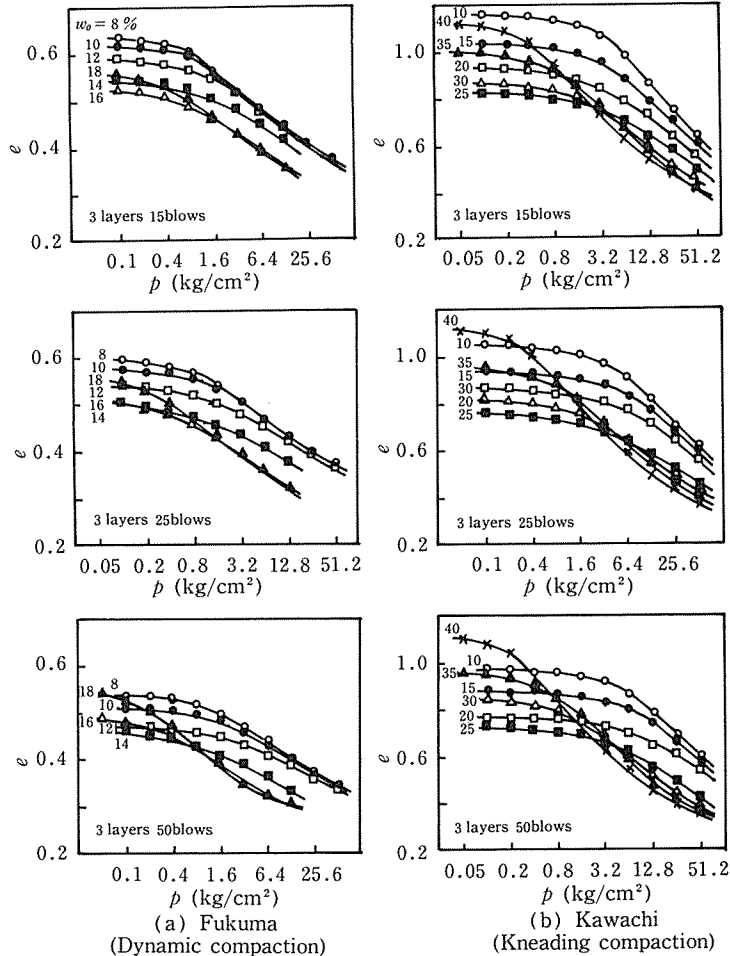 w₀ = 8 %
10
12
18
14
16
0.6
0.4
0.2
e
3 layers 15blows
0.1 0.4 1.6 6.4 25.6
p (kg/cm²)
10
40
15
35
20
30
25
1.0
0.6
0.2
e
3 layers 15blows
0.05 0.2 0.8 3.2 12.8 51.2
p (kg/cm²)
8
10
18
12
16
14
0.6
0.4
0.2
e
3 layers 25blows
0.05 0.2 0.8 3.2 12.8 51.2
p (kg/cm²)
40
10
35
15
30
20
25
1.0
0.6
0.2
e
3 layers 25blows
0.1 0.4 1.6 6.4 25.6
p (kg/cm²)
8
18
10
16
12
14
0.6
0.4
0.2
e
3 layers 50blows
0.1 0.4 1.6 6.4 25.6
p (kg/cm²)
40
10
35
15
30
20
25
1.0
0.6
0.2
e
3 layers 50blows
0.05 0.2 0.8 3.2 12.8 51.2
p (kg/cm²)
(a) Fukuma
(Dynamic compaction)
(b) Kawachi
(Kneading compaction)